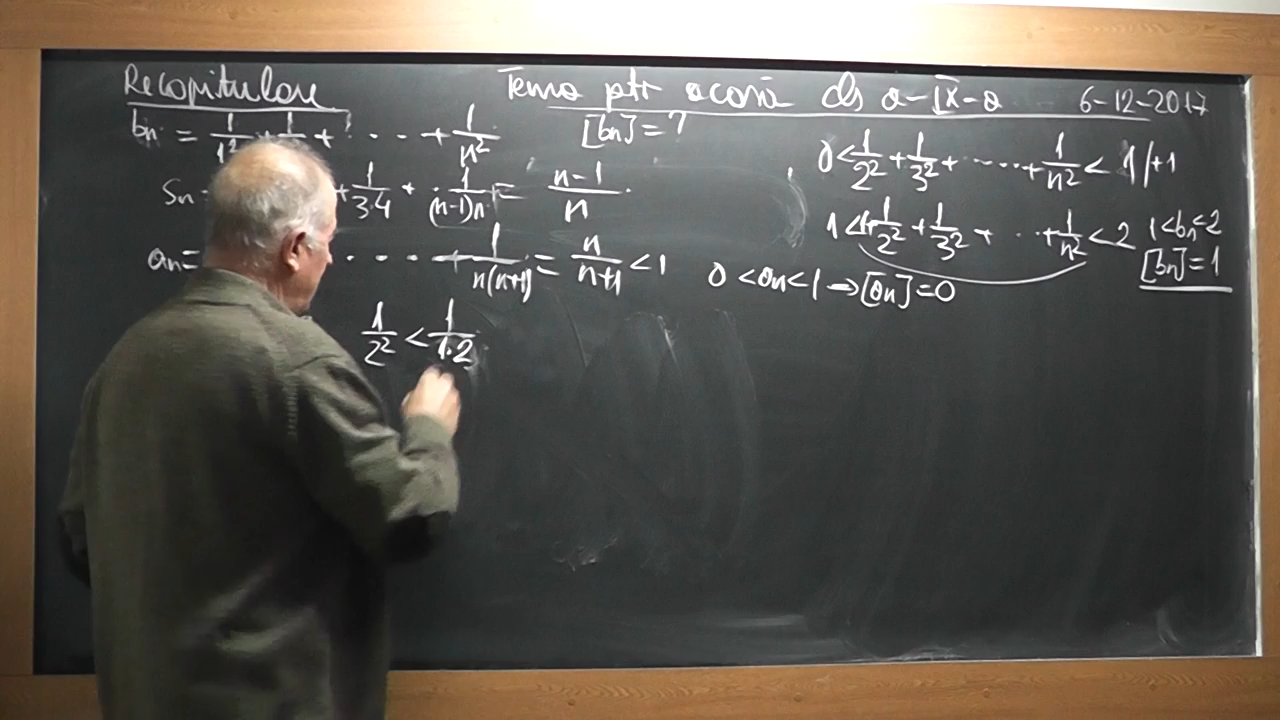 Recapitulare Tema ptr acasă cls a-IX-a 6-12-2017
bn = 1/1² + 1/ + . . . . + 1/n² [bn] = ?
0 < 1/2² + 1/3² + ..... + 1/n² < 1 /+1
Sn = + 1/3·4 + . 1/(n-1)n = n-1/n .
1 < 1+ 1/2² + 1/3² + ... + 1/n² < 2 1<bn<2
an = . . . . + 1/n(n+1) = n/n+1 < 1
[bn] = 1
0 < an < 1 → [an] = 0
1/2² < 1/1·2